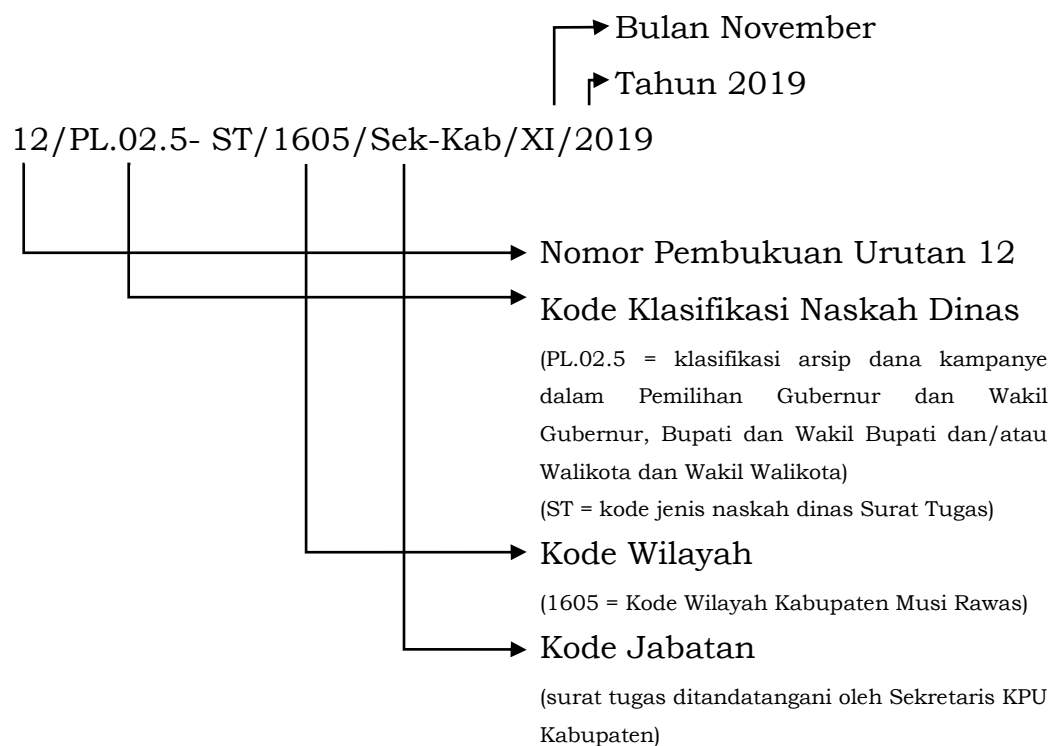 Bulan November
Tahun 2019
12/PL.02.5- ST/1605/Sek-Kab/XI/2019
Nomor Pembukuan Urutan 12
Kode Klasifikasi Naskah Dinas
(PL.02.5 = klasifikasi arsip dana kampanye
dalam Pemilihan Gubernur dan Wakil
Gubernur, Bupati dan Wakil Bupati dan/atau
Walikota dan Wakil Walikota)
(ST = kode jenis naskah dinas Surat Tugas)
Kode Wilayah
(1605 = Kode Wilayah Kabupaten Musi Rawas)
Kode Jabatan
(surat tugas ditandatangani oleh Sekretaris KPU
Kabupaten)